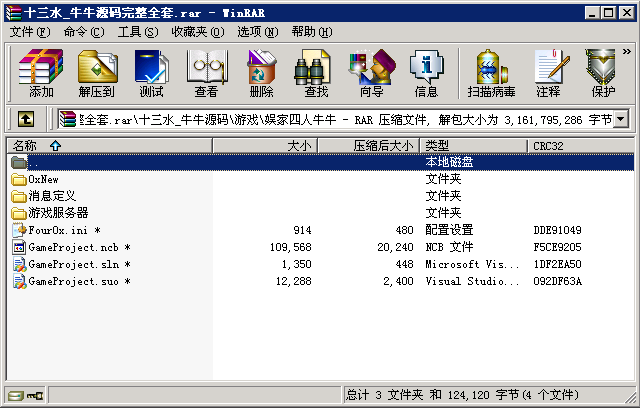 十三水_牛牛源码完整全套.rar - WinRAR
文件(F) 命令(C) 工具(S) 收藏夹(O) 选项(N) 帮助(H)
添加 解压到 测试 查看 删除 查找 向导 信息 扫描病毒 注释 保护
全套.rar\十三水_牛牛源码\游戏\娱家四人牛牛 - RAR 压缩文件, 解包大小为 3,161,795,286 字节
名称 大小 压缩后大小 类型 CRC32
.. 本地磁盘
OxNew 文件夹
消息定义 文件夹
游戏服务器 文件夹
FourOx.ini * 914 480 配置设置 DDE91049
GameProject.ncb * 109,568 20,240 NCB 文件 F5CE9205
GameProject.sln * 1,350 448 Microsoft Vis... 1DF2EA50
GameProject.suo * 12,288 2,400 Visual Studio... 092DF63A
总计 3 文件夹 和 124,120 字节(4 个文件)